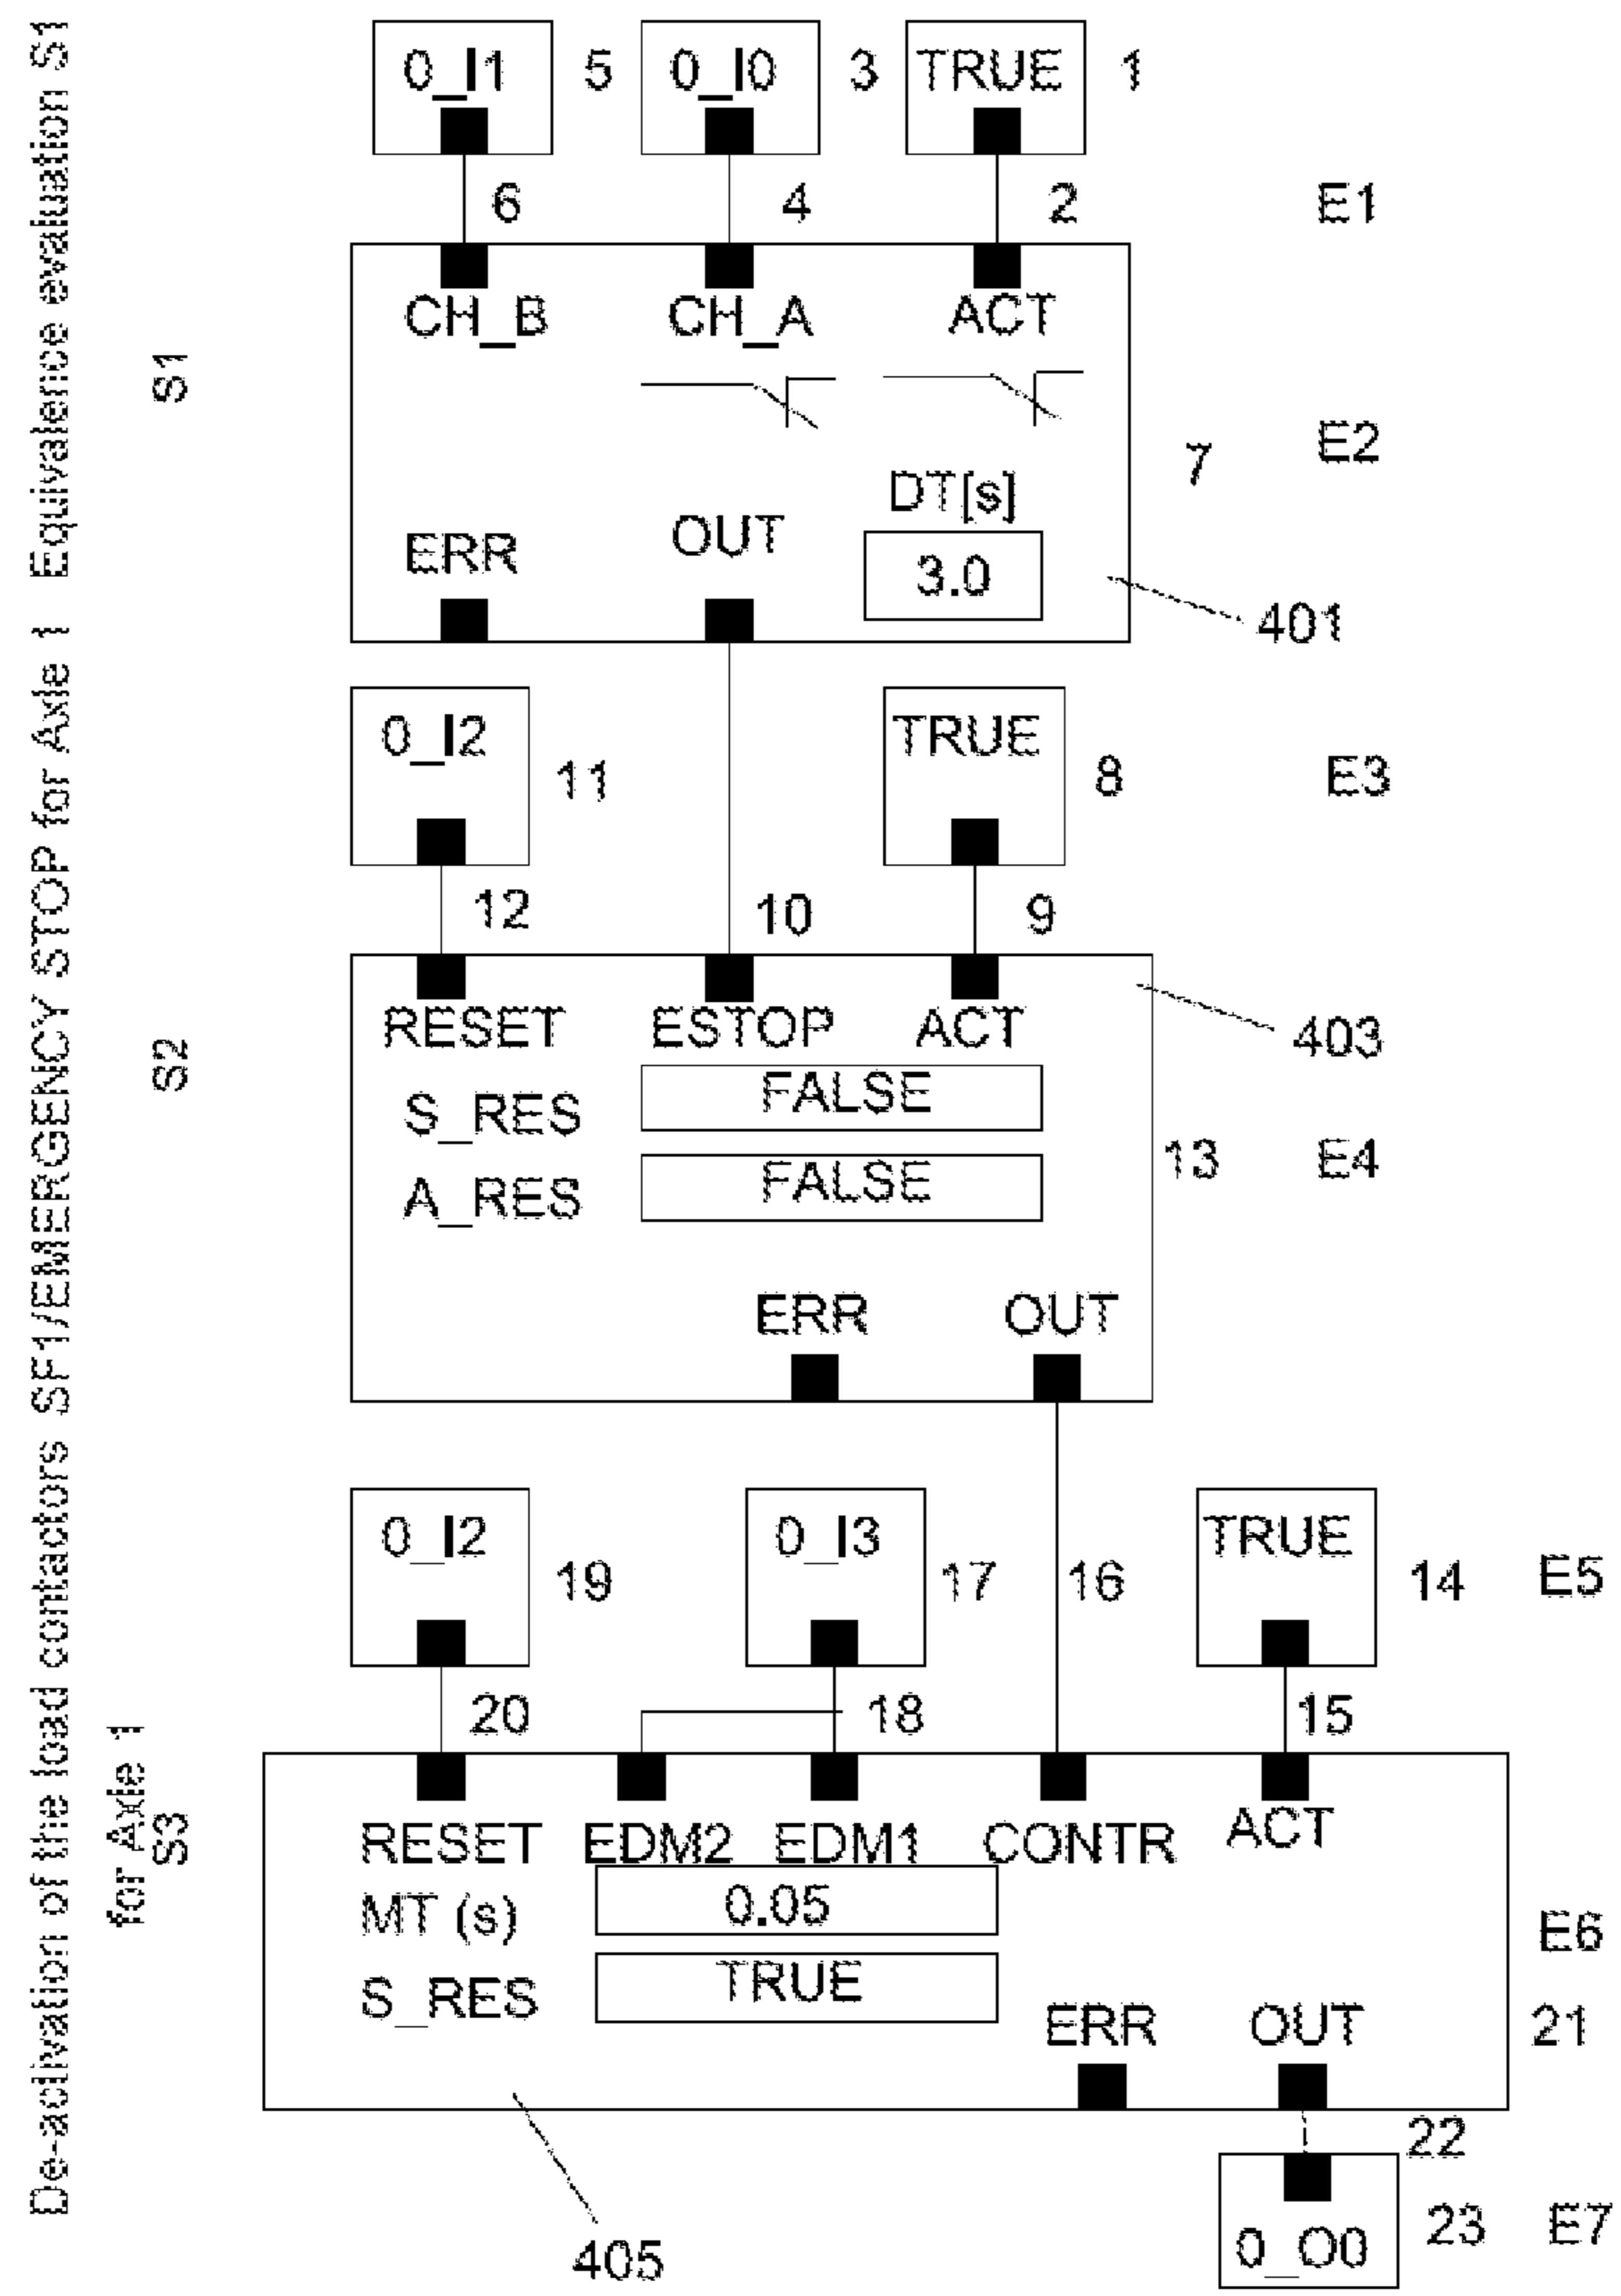 Equivalence evaluation S1
SF1/EMERGENCY STOP for Axle 1
De-activation of the load contactors
for Axle 1
S1
S2
S3
0_I1
5
0_I0
3
TRUE
1
6
4
2
E1
CH_B
CH_A
ACT
DT[s]
3.0
7
E2
ERR
OUT
401
0_I2
11
TRUE
8
E3
12
10
9
RESET
ESTOP
ACT
403
S_RES
FALSE
A_RES
FALSE
13
E4
ERR
OUT
0_I2
19
0_I3
17
16
TRUE
14
E5
20
18
15
RESET
EDM2
EDM1
CONTR
ACT
MT (s)
0.05
S_RES
TRUE
E6
ERR
OUT
21
22
405
0_O0
23
E7